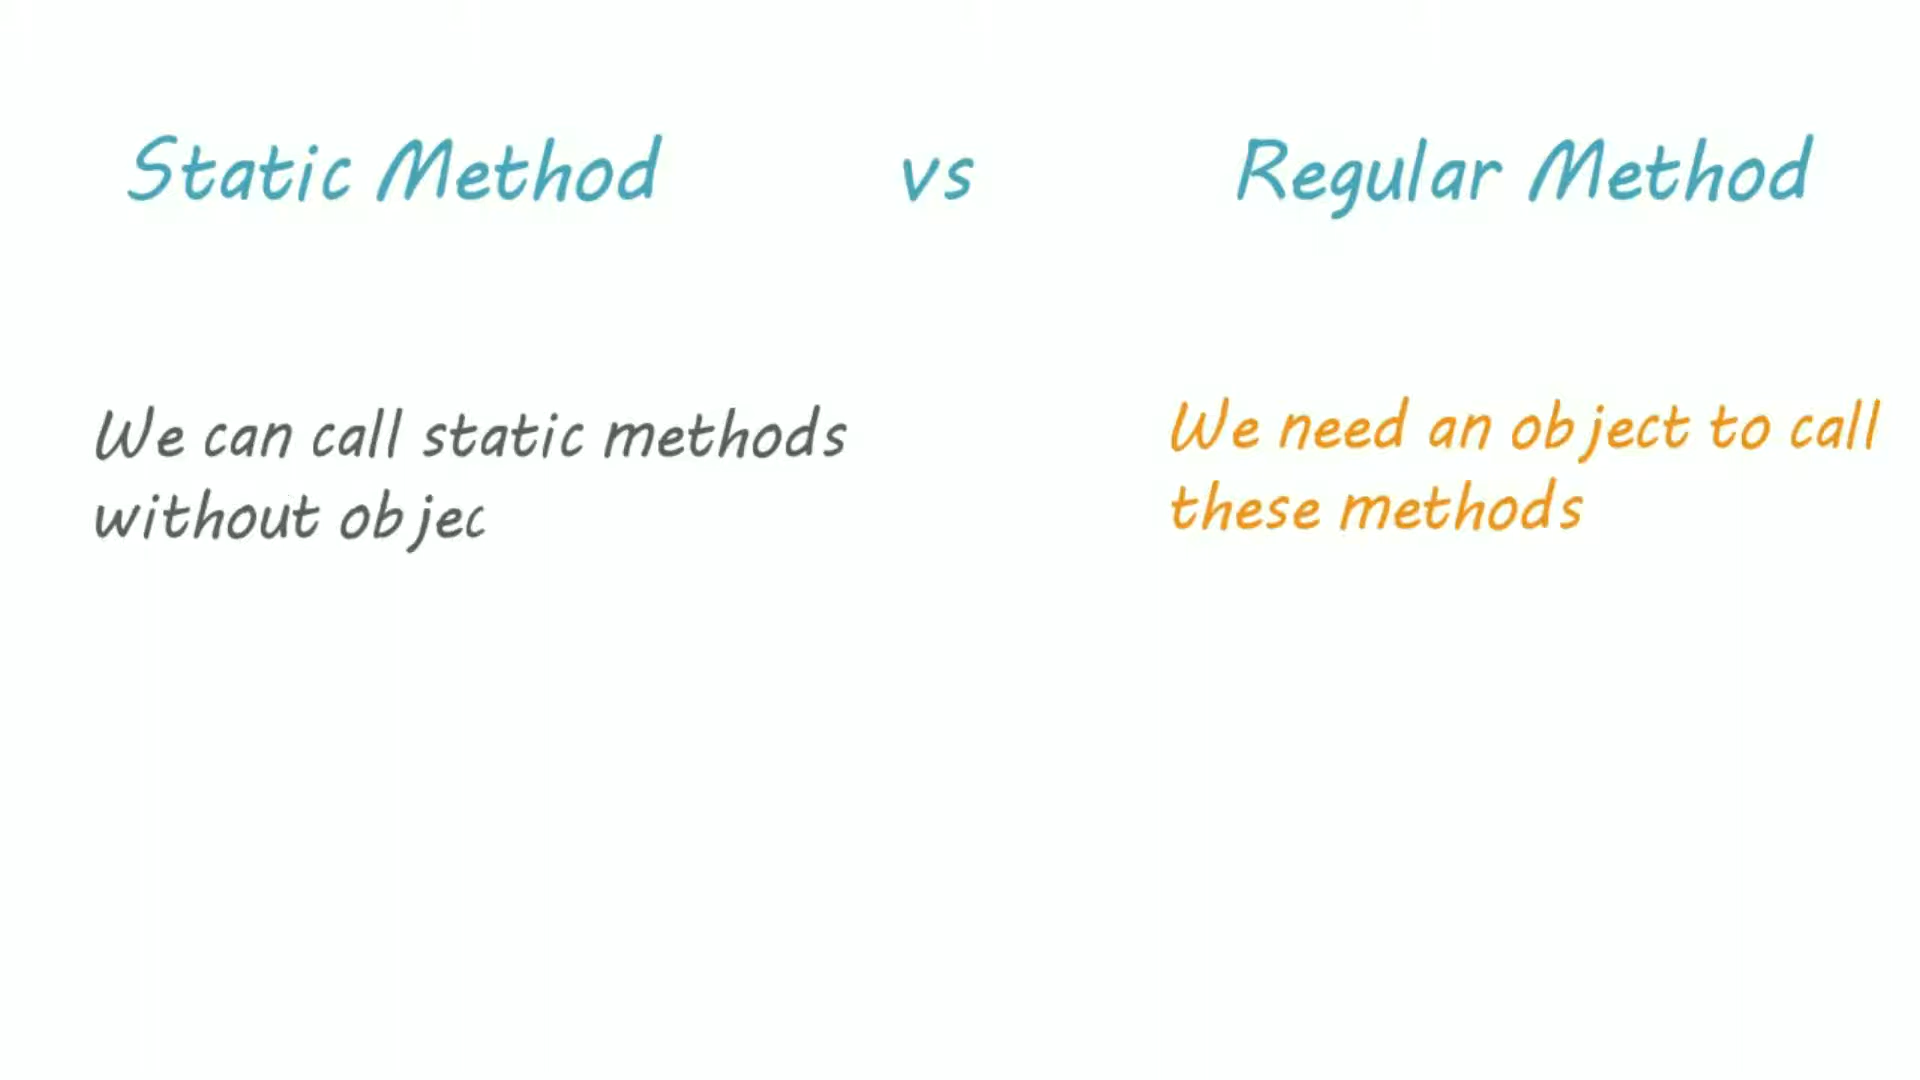 Static Method vs Regular Method
We can call static methods
without objec
We need an object to call
these methods